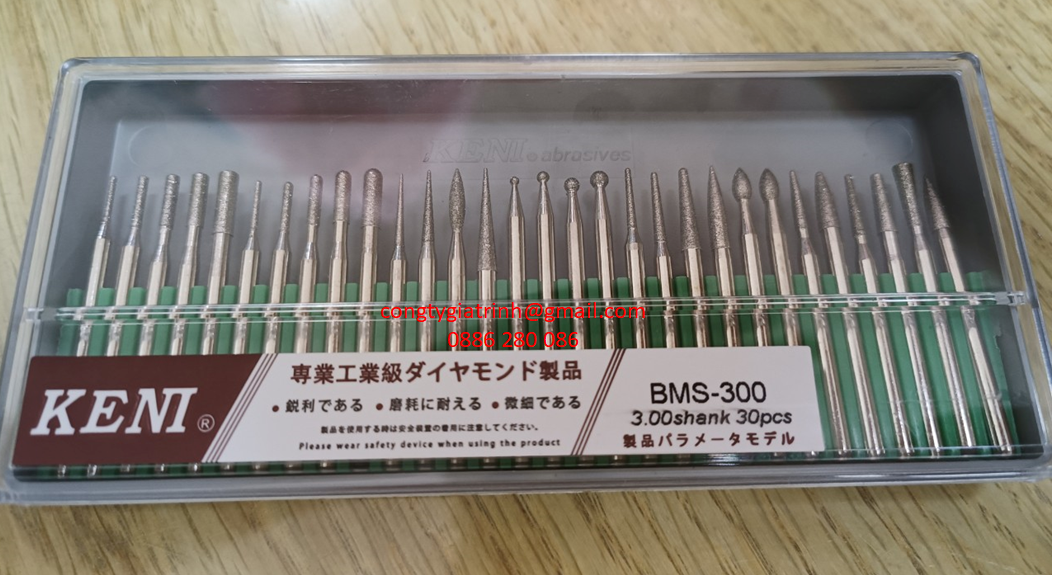 KENI® abrasives
congtygiatrinh@gmail.com
0886 280 086
KENI®
専業工業級ダイヤモンド製品
●鋭利である ●磨耗に耐える ● 微細である
製品を使用する時は安全装置の着用に注意してください。
Please wear safety device when using the product
BMS-300
3.00shank 30pcs
製品パラメータモデル